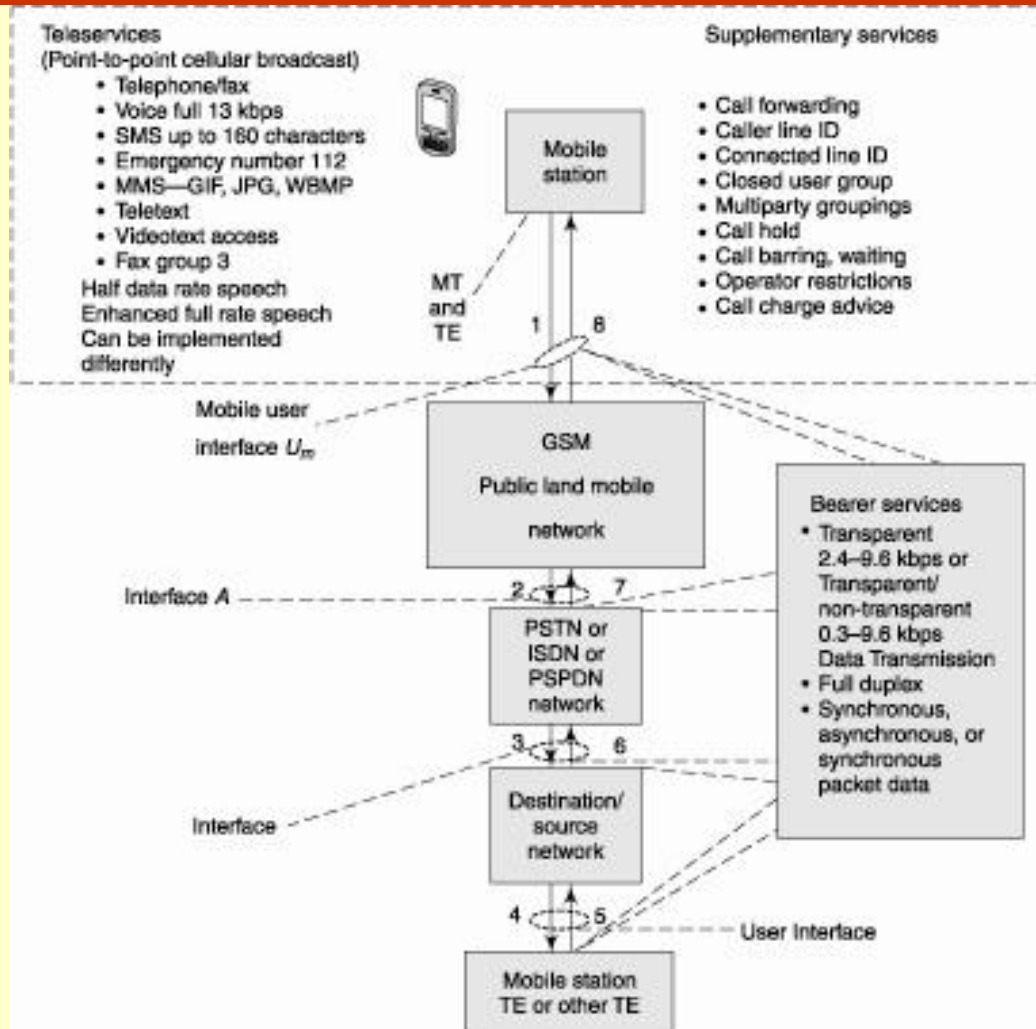 Teleservices
(Point-to-point cellular broadcast)
• Telephone/fax
• Voice full 13 kbps
• SMS up to 160 characters
• Emergency number 112
• MMS—GIF, JPG, WBMP
• Teletext
• Videotext access
• Fax group 3
Half data rate speech
Enhanced full rate speech
Can be implemented
differently
Supplementary services
• Call forwarding
• Caller line ID
• Connected line ID
• Closed user group
• Multiparty groupings
• Call hold
• Call barring, waiting
• Operator restrictions
• Call charge advice
Mobile
station
MT
and
TE
1
8
Mobile user
interface Um
GSM
Public land mobile
network
Bearer services
• Transparent
2.4–9.6 kbps or
Transparent/
non-transparent
0.3–9.6 kbps
Data Transmission
• Full duplex
• Synchronous,
asynchronous, or
synchronous
packet data
Interface A
2
7
PSTN or
ISDN or
PSPDN
network
3
6
Interface
Destination/
source
network
4
5
User Interface
Mobile station
TE or other TE